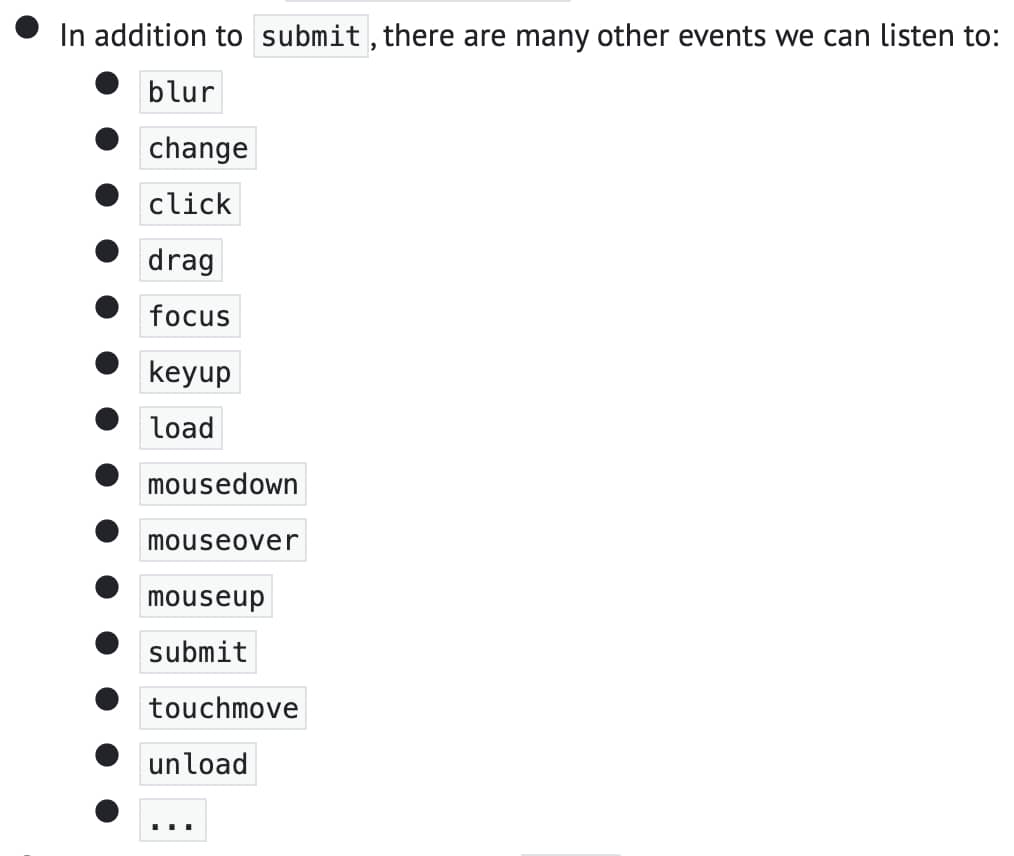 In addition to submit, there are many other events we can listen to:
blur
change
click
drag
focus
keyup
load
mousedown
mouseover
mouseup
submit
touchmove
unload
...